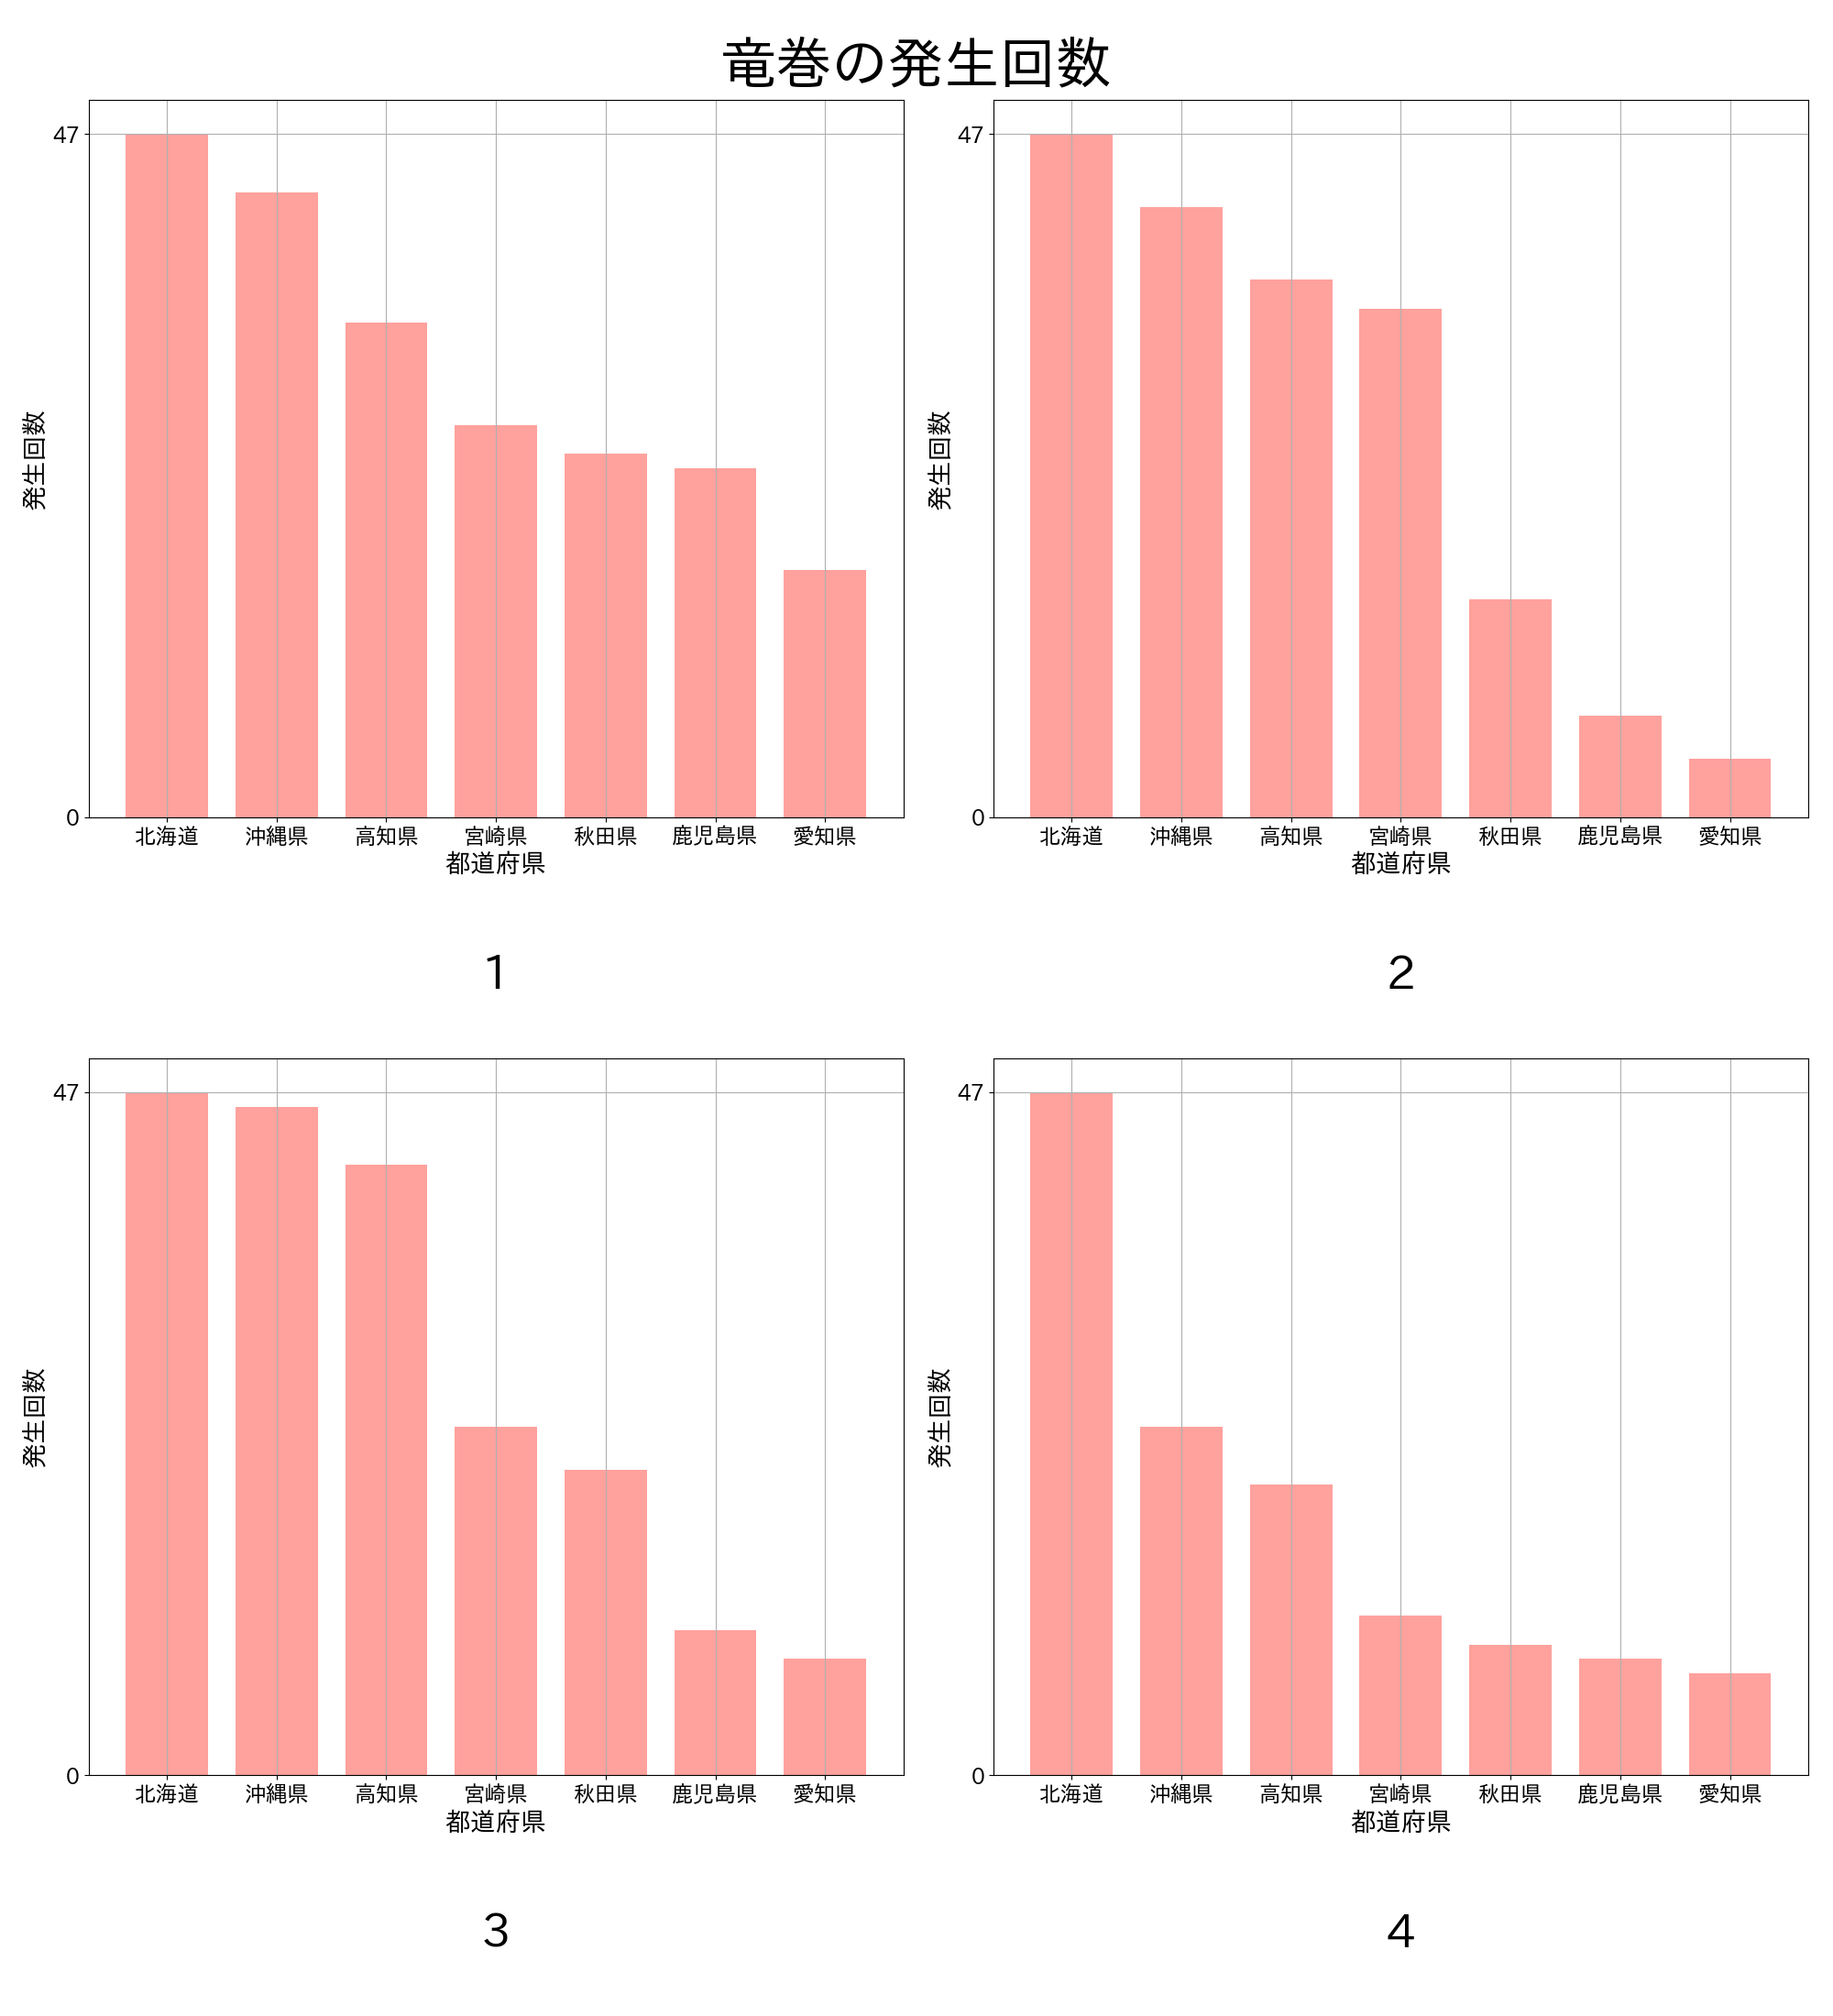 竜巻の発生回数
47
0
発生回数
北海道 沖縄県 高知県 宮崎県 秋田県 鹿児島県 愛知県
都道府県
1
47
0
発生回数
北海道 沖縄県 高知県 宮崎県 秋田県 鹿児島県 愛知県
都道府県
2
47
0
発生回数
北海道 沖縄県 高知県 宮崎県 秋田県 鹿児島県 愛知県
都道府県
3
47
0
発生回数
北海道 沖縄県 高知県 宮崎県 秋田県 鹿児島県 愛知県
都道府県
4